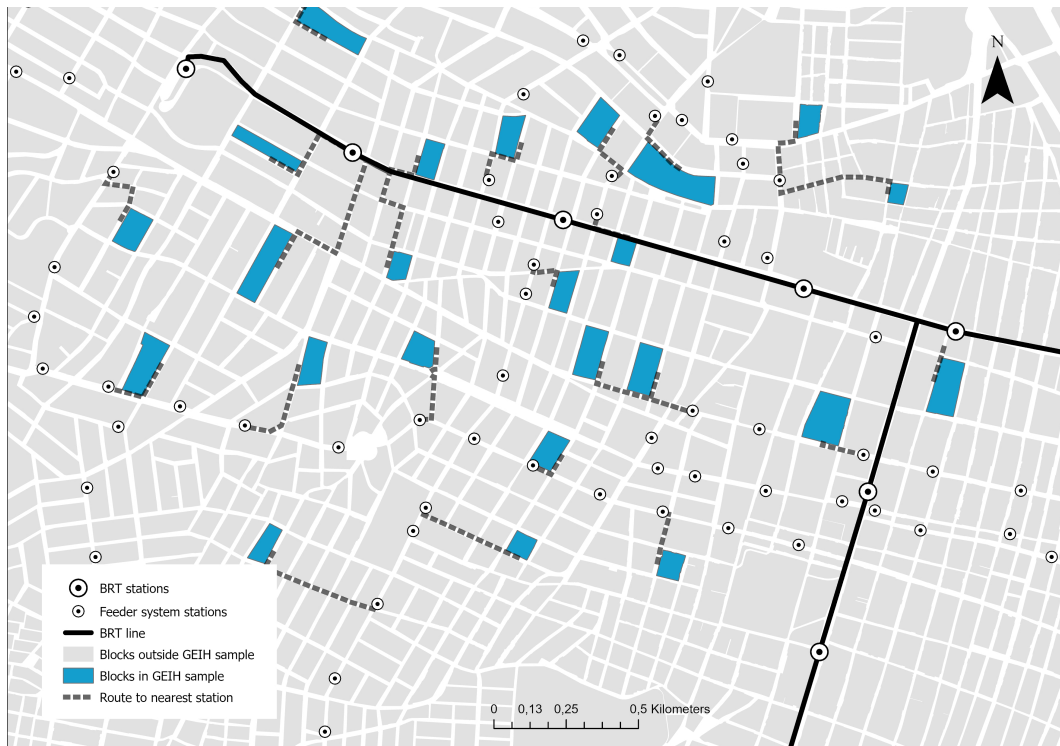 N
BRT stations
Feeder system stations
BRT line
Blocks outside GEIH sample
Blocks in GEIH sample
Route to nearest station
0 0,13 0,25 0,5 Kilometers